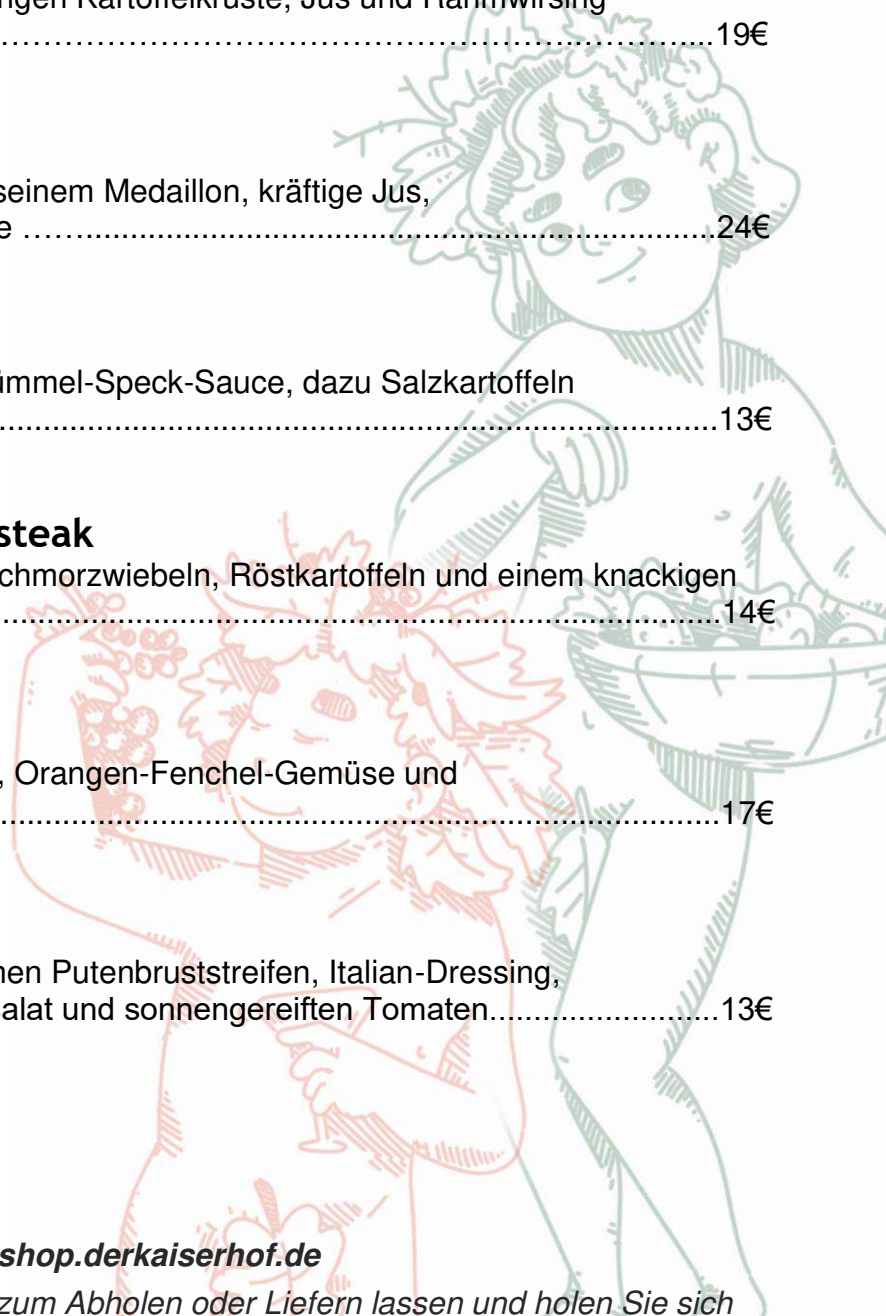 ngen Kartoffelkruste, Jus und Rahmwirsing
……………………………………………………………...19€
seinem Medaillon, kräftige Jus,
e ……..........................................................................24€
ümmel-Speck-Sauce, dazu Salzkartoffeln
...................................................................................13€
steak
chmorzwiebeln, Röstkartoffeln und einem knackigen
...................................................................................14€
, Orangen-Fenchel-Gemüse und
...................................................................................17€
nen Putenbruststreifen, Italian-Dressing,
salat und sonnengereiften Tomaten..........................13€
shop.derkaiserhof.de
zum Abholen oder Liefern lassen und holen Sie sich